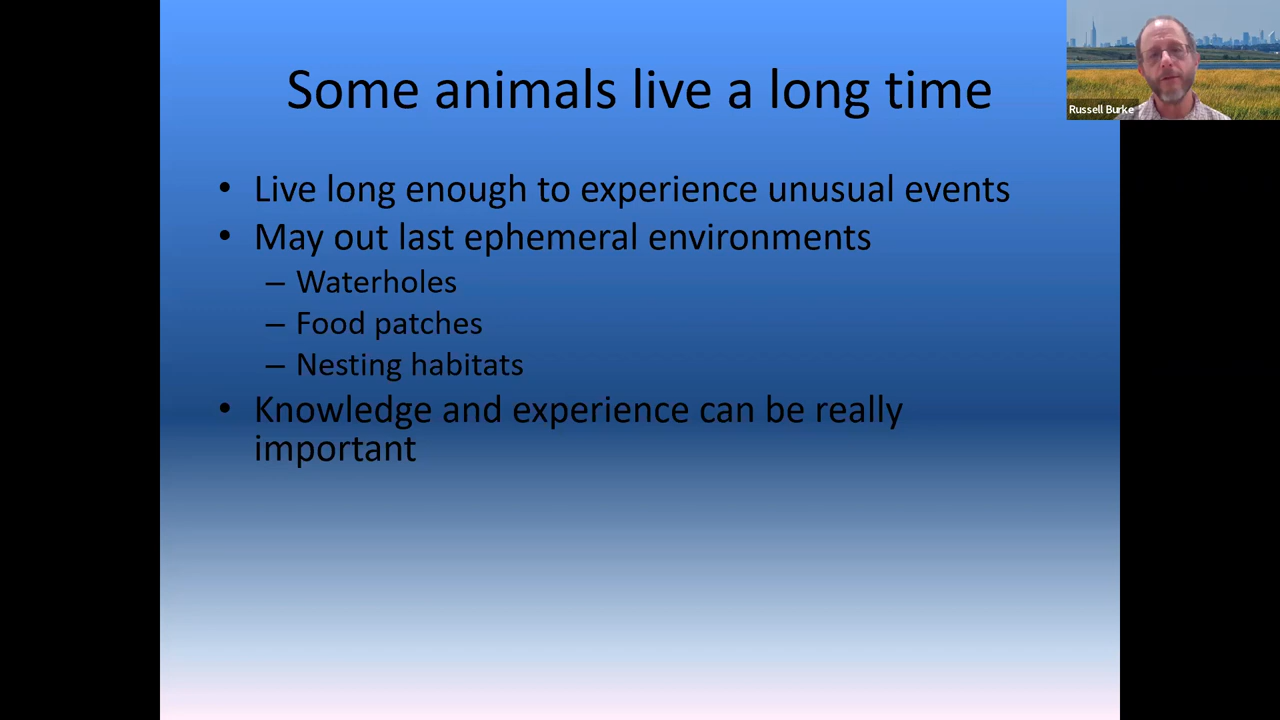 Some animals live a long time
Russell Burke
• Live long enough to experience unusual events
• May out last ephemeral environments
– Waterholes
– Food patches
– Nesting habitats
• Knowledge and experience can be really
important